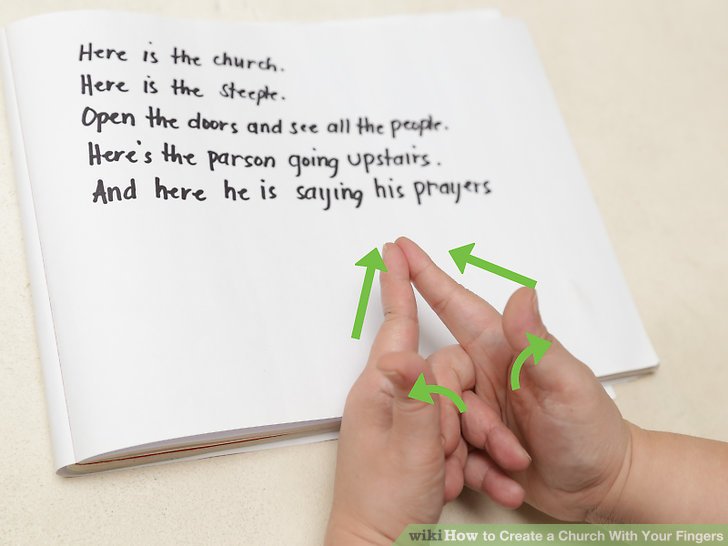 Here is the church.
Here is the steeple.
Open the doors and see all the people.
Here's the parson going upstairs.
And here he is saying his prayers
wikiHow to Create a Church With Your Fingers